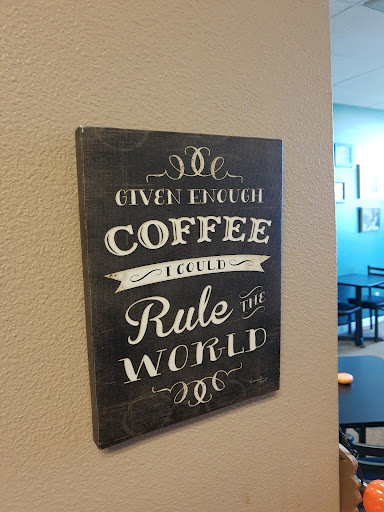 GIVEN ENOUGH
COFFEE
I COULD
Rule THE
WORLD